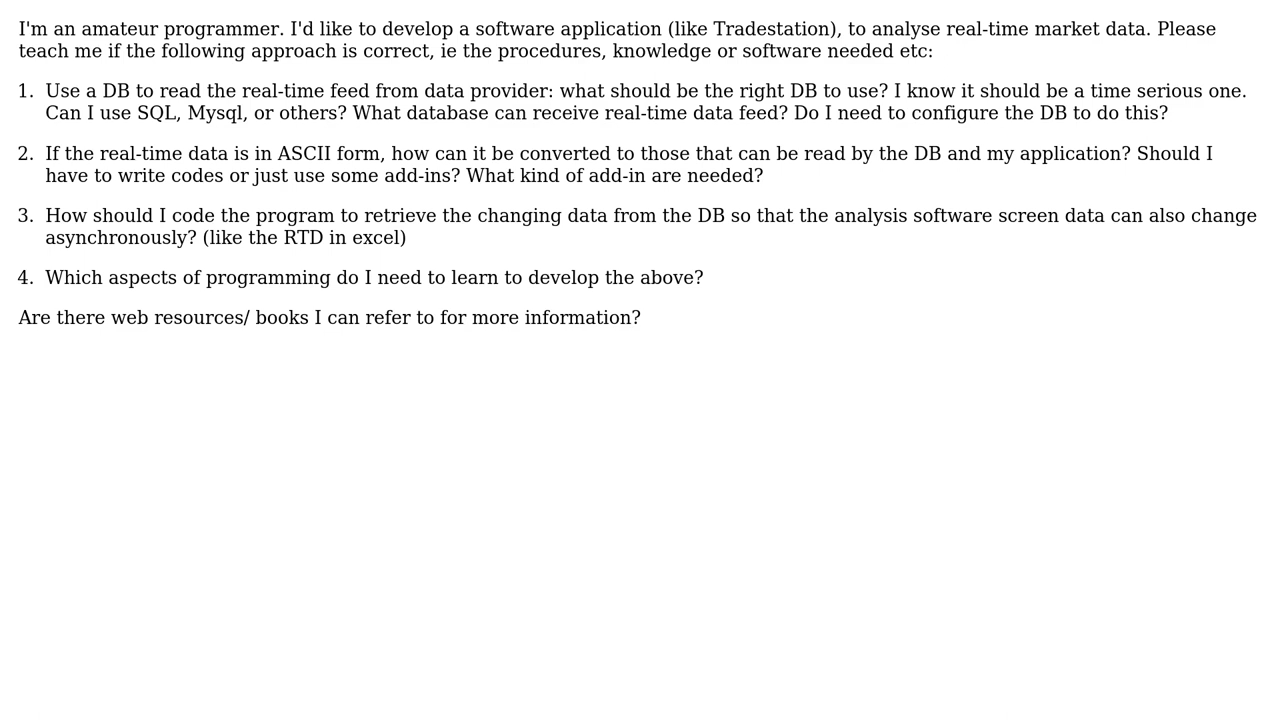 I'm an amateur programmer. I'd like to develop a software application (like Tradestation), to analyse real-time market data. Please
teach me if the following approach is correct, ie the procedures, knowledge or software needed etc:
1. Use a DB to read the real-time feed from data provider: what should be the right DB to use? I know it should be a time serious one.
Can I use SQL, Mysql, or others? What database can receive real-time data feed? Do I need to configure the DB to do this?
2. If the real-time data is in ASCII form, how can it be converted to those that can be read by the DB and my application? Should I
have to write codes or just use some add-ins? What kind of add-in are needed?
3. How should I code the program to retrieve the changing data from the DB so that the analysis software screen data can also change
asynchronously? (like the RTD in excel)
4. Which aspects of programming do I need to learn to develop the above?
Are there web resources/ books I can refer to for more information?